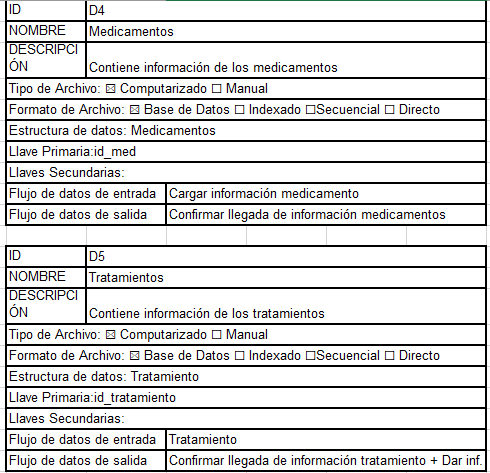 ID D4
NOMBRE Medicamentos
DESCRIPCI
ÓN Contiene información de los medicamentos
Tipo de Archivo: ☒ Computarizado ☐ Manual
Formato de Archivo: ☒ Base de Datos ☐ Indexado ☐Secuencial ☐ Directo
Estructura de datos: Medicamentos
Llave Primaria:id_med
Llaves Secundarias:
Flujo de datos de entrada Cargar información medicamento
Flujo de datos de salida Confirmar llegada de información medicamentos
ID D5
NOMBRE Tratamientos
DESCRIPCI
ÓN Contiene información de los tratamientos
Tipo de Archivo: ☒ Computarizado ☐ Manual
Formato de Archivo: ☒ Base de Datos ☐ Indexado ☐Secuencial ☐ Directo
Estructura de datos: Tratamiento
Llave Primaria:id_tratamiento
Llaves Secundarias:
Flujo de datos de entrada Tratamiento
Flujo de datos de salida Confirmar llegada de información tratamiento + Dar inf.